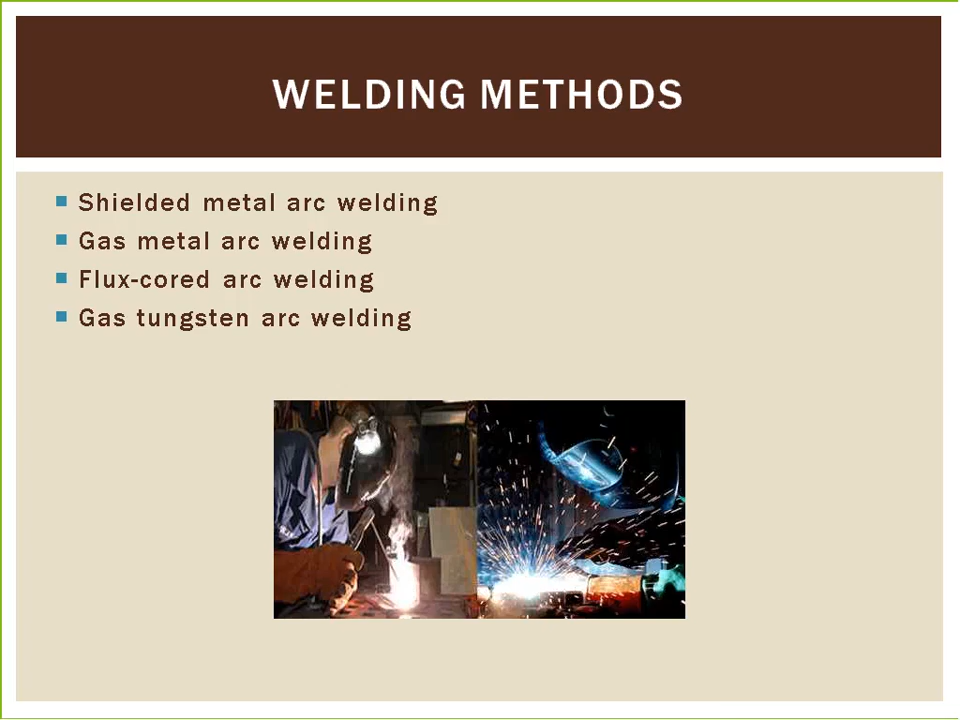 WELDING METHODS
Shielded metal arc welding
Gas metal arc welding
Flux-cored arc welding
Gas tungsten arc welding